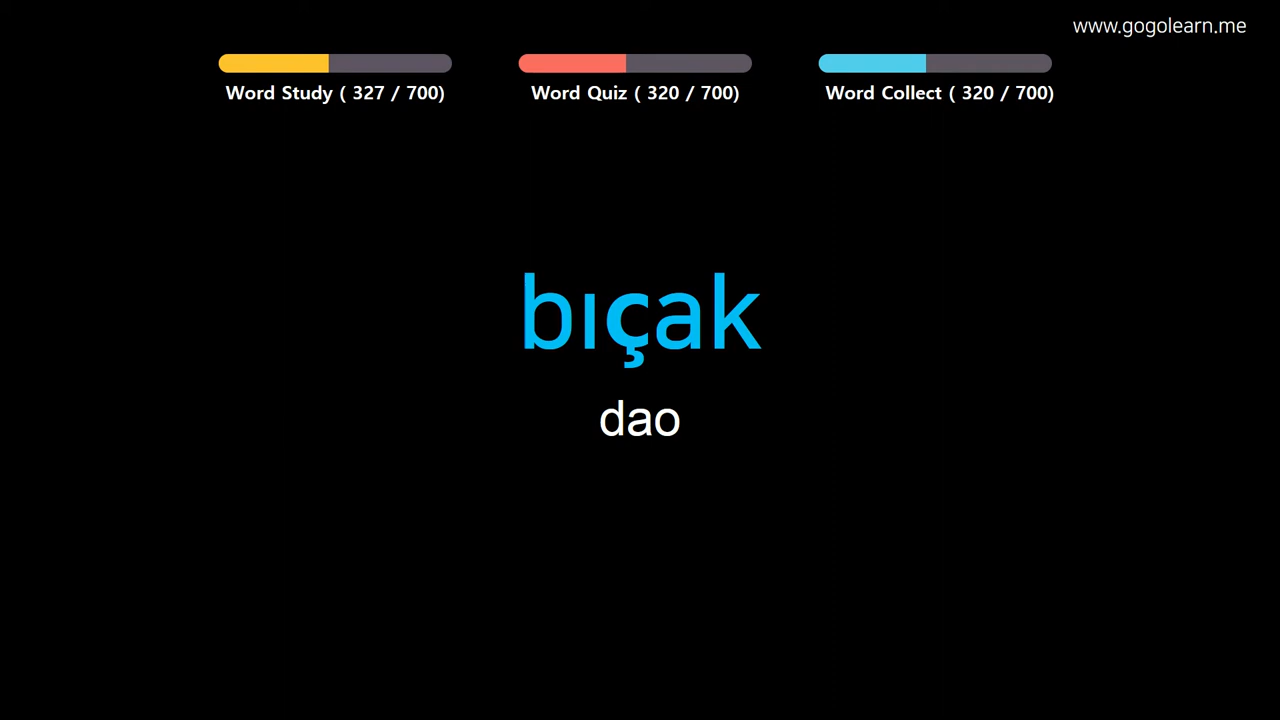 www.gogolearn.me
Word Study ( 327 / 700)
Word Quiz ( 320 / 700)
Word Collect ( 320 / 700)
bıçak
dao